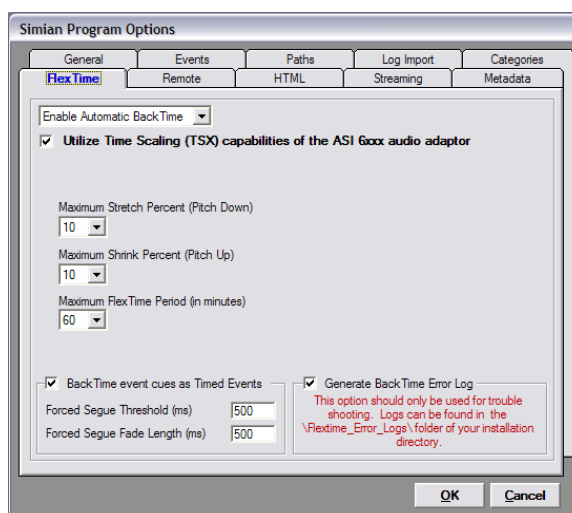 Simian Program Options
General Events Paths Log Import Categories
FlexTime Remote HTML Streaming Metadata
Enable Automatic BackTime
Utilize Time Scaling (TSX) capabilities of the ASI 6xxx audio adaptor
Maximum Stretch Percent (Pitch Down)
10
Maximum Shrink Percent (Pitch Up)
10
Maximum FlexTime Period (in minutes)
60
BackTime event cues as Timed Events
Forced Segue Threshold (ms) 500
Forced Segue Fade Length (ms) 500
Generate BackTime Error Log
This option should only be used for trouble
shooting. Logs can be found in the
\Flextime_Error_Logs\ folder of your installation
directory.
OK Cancel